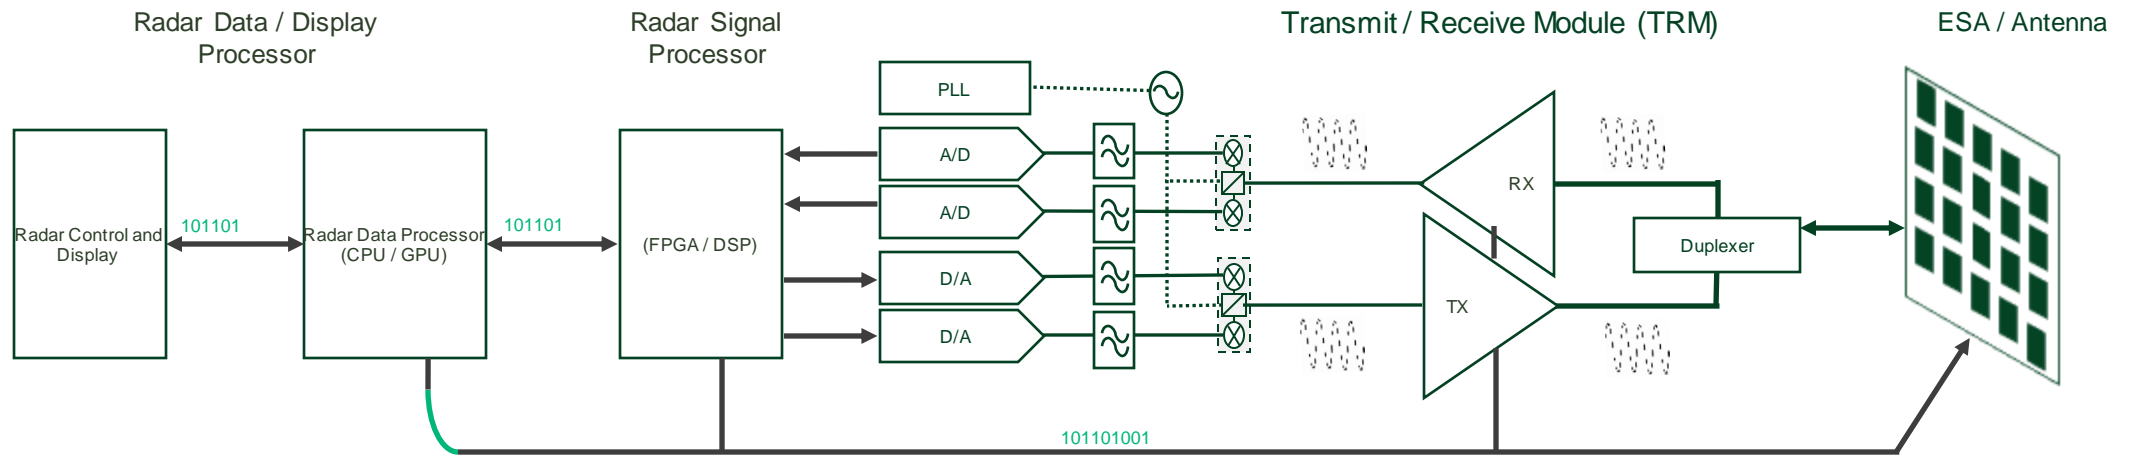 Radar Data / Display
Processor
Radar Signal
Processor
Transmit / Receive Module (TRM)
ESA / Antenna
PLL
A/D
A/D
D/A
D/A
Radar Control and
Display
101101
Radar Data Processor
(CPU / GPU)
101101
(FPGA / DSP)
RX
TX
Duplexer
101101001